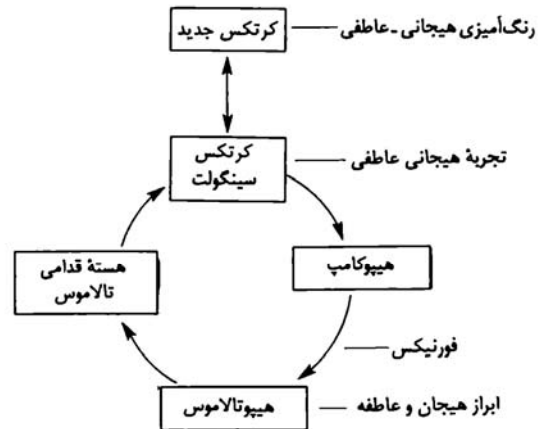 کرتکس جدید
رنگ‌آمیزی هیجانی ـ عاطفی
کرتکس
سینگولت
تجربهٔ هیجانی عاطفی
هستهٔ قدامی
تالاموس
هیپوکامپ
فورنیکس
هیپوتالاموس
ابراز هیجان و عاطفه